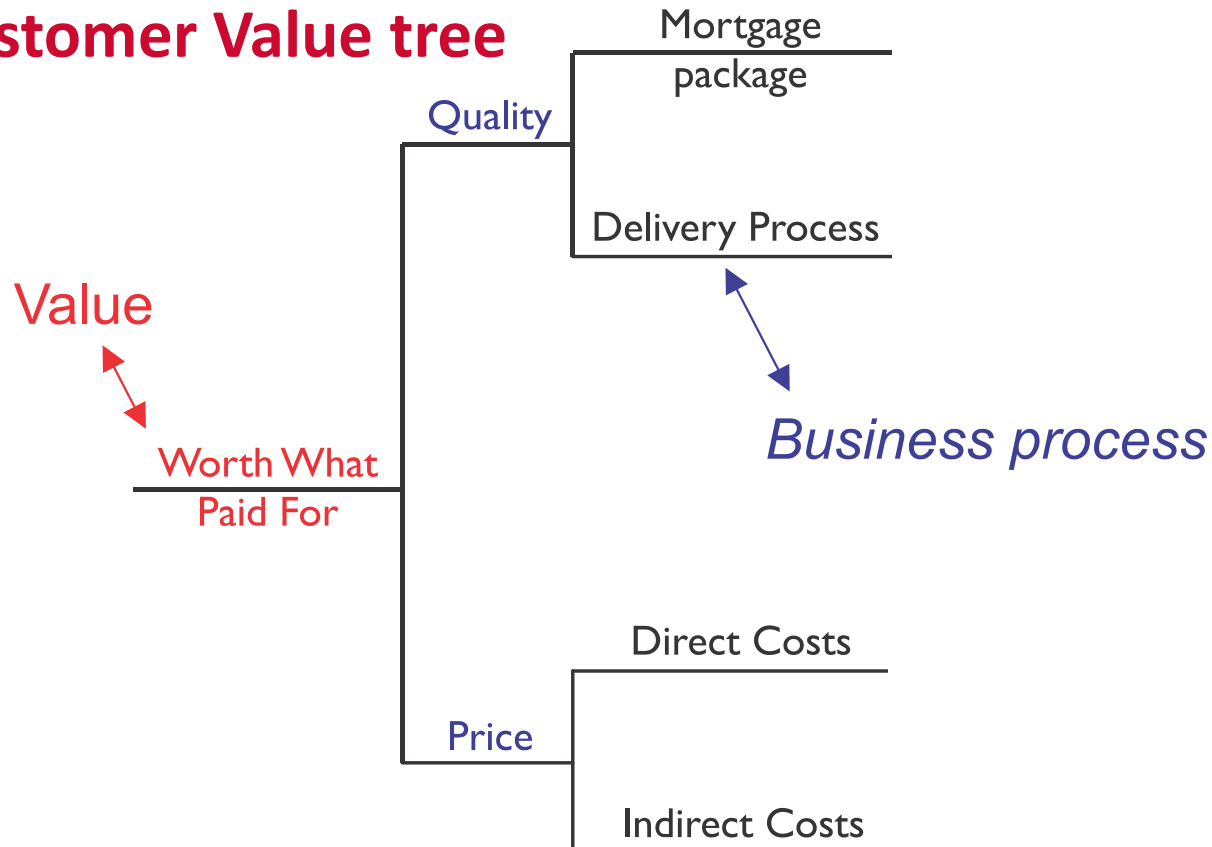 stomer Value tree
Mortgage
package
Quality
Delivery Process
Value
Business process
Worth What
Paid For
Direct Costs
Price
Indirect Costs